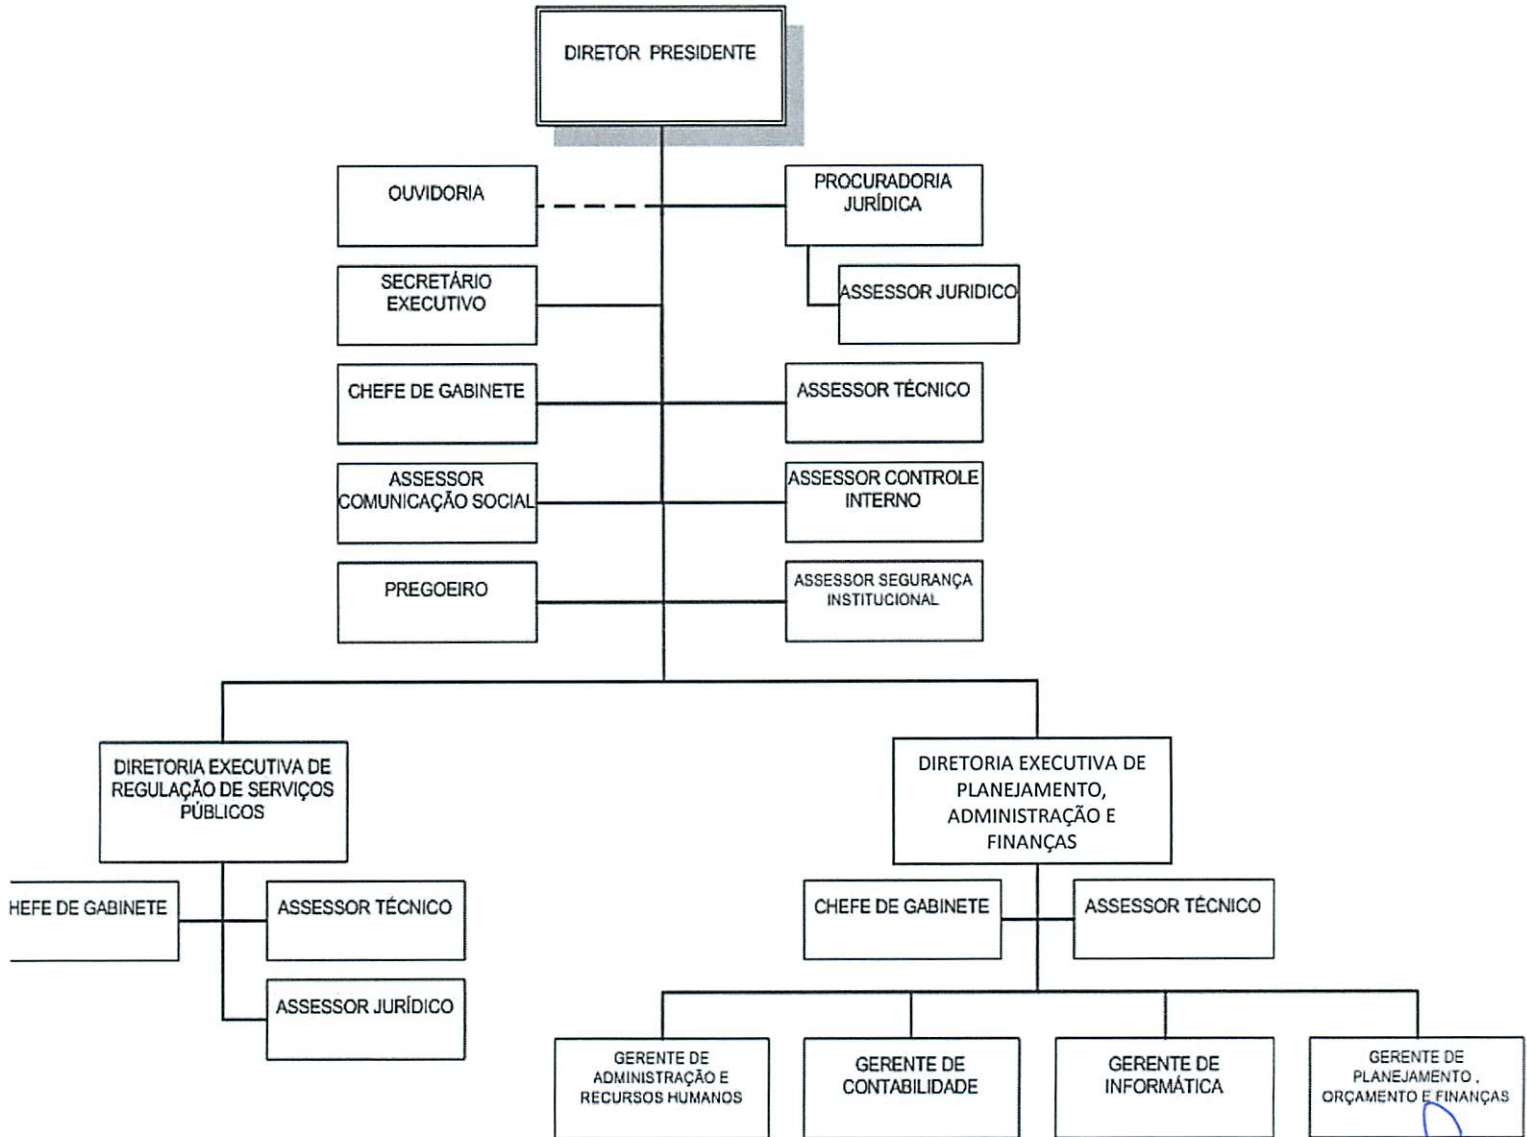 DIRETOR PRESIDENTE
OUVIDORIA
PROCURADORIA
JURÍDICA
SECRETÁRIO
EXECUTIVO
ASSESSOR JURIDICO
CHEFE DE GABINETE
ASSESSOR TÉCNICO
ASSESSOR
COMUNICAÇÃO SOCIAL
ASSESSOR CONTROLE
INTERNO
PREGOEIRO
ASSESSOR SEGURANÇA
INSTITUCIONAL
DIRETORIA EXECUTIVA DE
REGULAÇÃO DE SERVIÇOS
PÚBLICOS
DIRETORIA EXECUTIVA DE
PLANEJAMENTO,
ADMINISTRAÇÃO E
FINANÇAS
HEFE DE GABINETE
ASSESSOR TÉCNICO
CHEFE DE GABINETE
ASSESSOR TÉCNICO
ASSESSOR JURÍDICO
GERENTE DE
ADMINISTRAÇÃO E
RECURSOS HUMANOS
GERENTE DE
CONTABILIDADE
GERENTE DE
INFORMÁTICA
GERENTE DE
PLANEJAMENTO ,
ORÇAMENTO E FINANÇAS